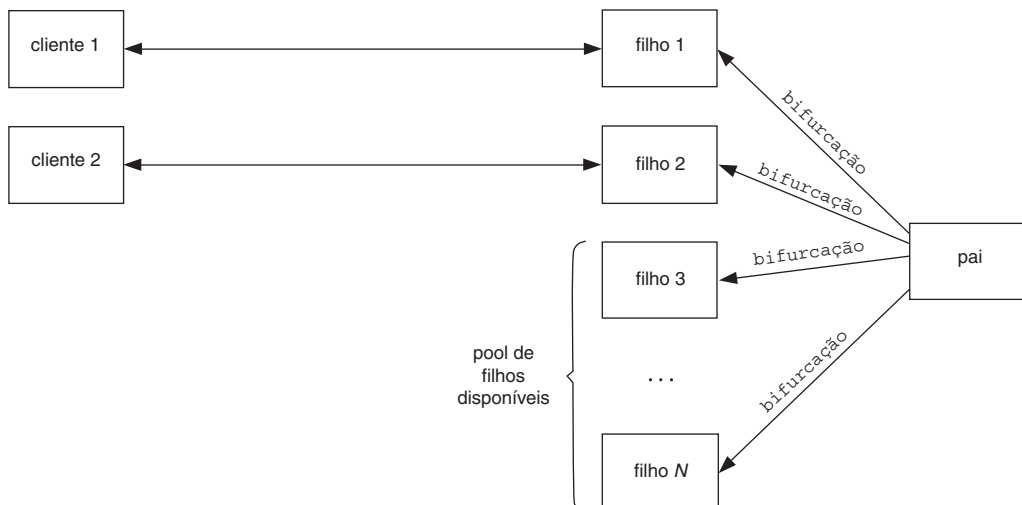 cliente 1
filho 1
bifurcação
cliente 2
filho 2
bifurcação
bifurcação
pai
filho 3
bifurcação
pool de
filhos
disponíveis
...
filho N